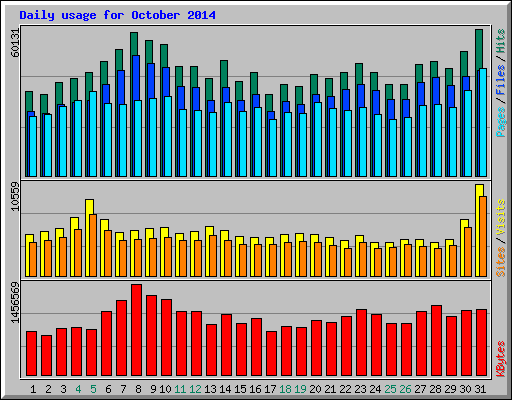 Daily usage for October 2014
60131
Pages / Files / Hits
10559
Sites / Visits
1456569
KBytes
1 2 3 4 5 6 7 8 9 10 11 12 13 14 15 16 17 18 19 20 21 22 23 24 25 26 27 28 29 30 31